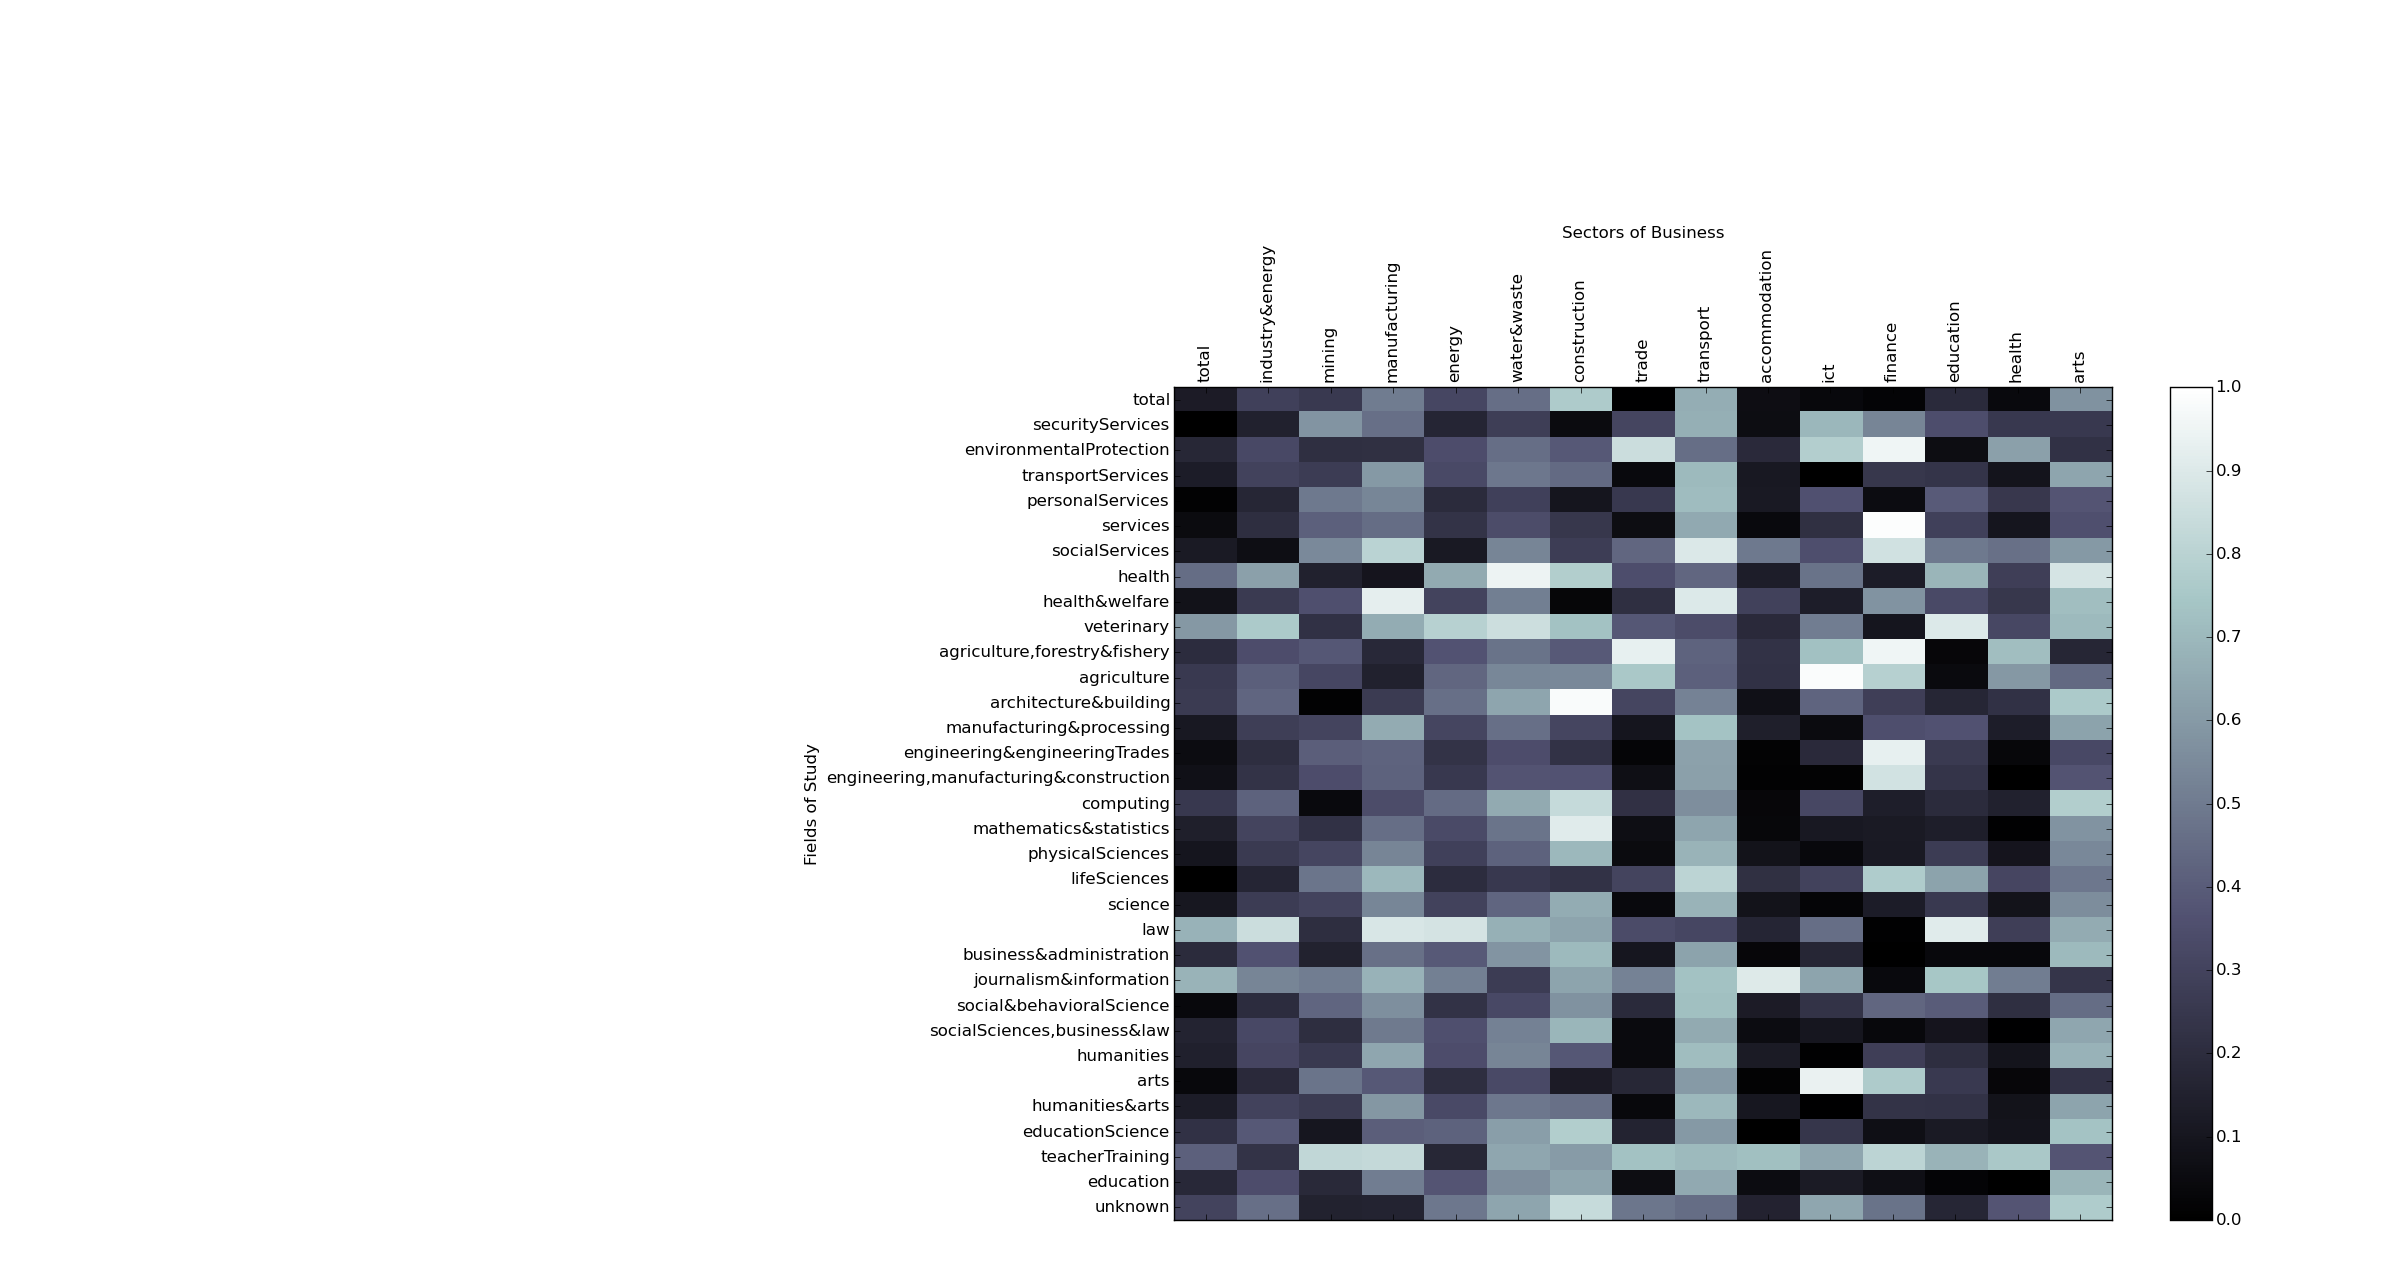 Sectors of Business
total
industry&energy
mining
manufacturing
energy
water&waste
construction
trade
transport
accommodation
ict
finance
education
health
arts
Fields of Study
total
securityServices
environmentalProtection
transportServices
personalServices
services
socialServices
health
health&welfare
veterinary
agriculture,forestry&fishery
agriculture
architecture&building
manufacturing&processing
engineering&engineeringTrades
engineering,manufacturing&construction
computing
mathematics&statistics
physicalSciences
lifeSciences
science
law
business&administration
journalism&information
social&behavioralScience
socialSciences,business&law
humanities
arts
humanities&arts
educationScience
teacherTraining
education
unknown
1.0
0.9
0.8
0.7
0.6
0.5
0.4
0.3
0.2
0.1
0.0